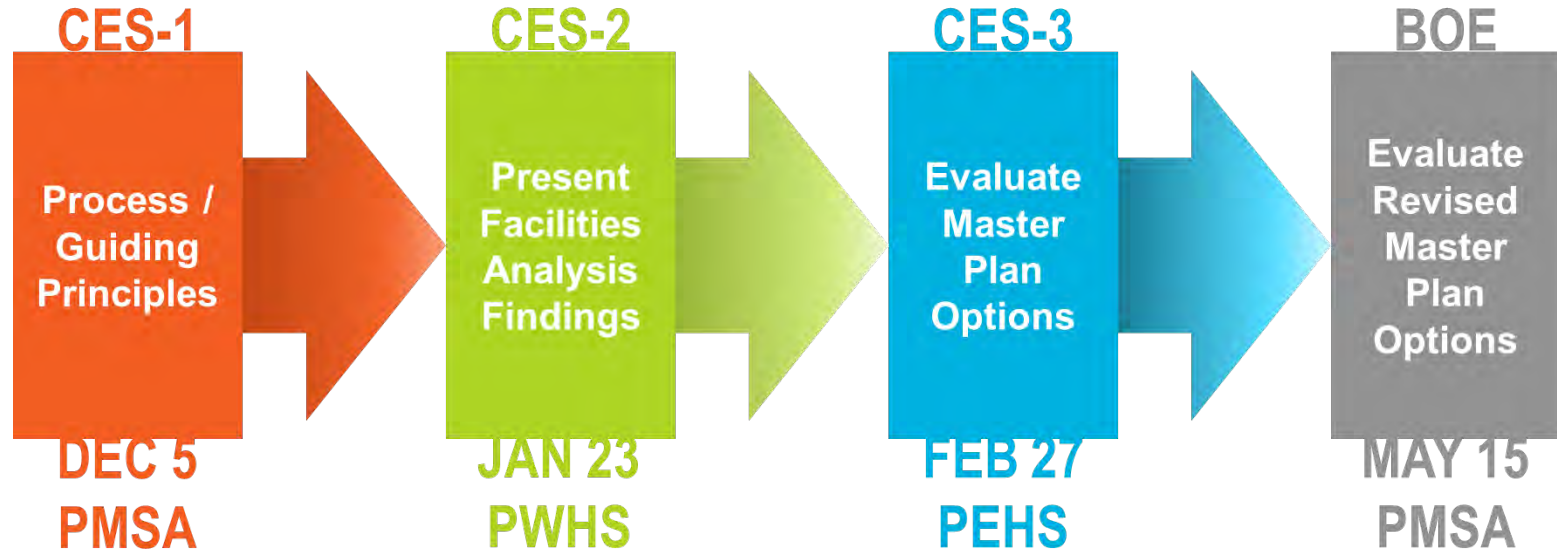 CES-1
Process /
Guiding
Principles
DEC 5
PMSA
CES-2
Present
Facilities
Analysis
Findings
JAN 23
PWHS
CES-3
Evaluate
Master
Plan
Options
FEB 27
PEHS
BOE
Evaluate
Revised
Master
Plan
Options
MAY 15
PMSA